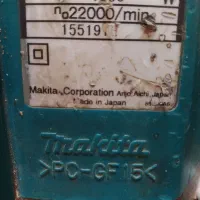 n₀22000/min
15519
Makita Corporation Anjo, Aichi, Japan
Made in Japan
makita
>PC-GF15<